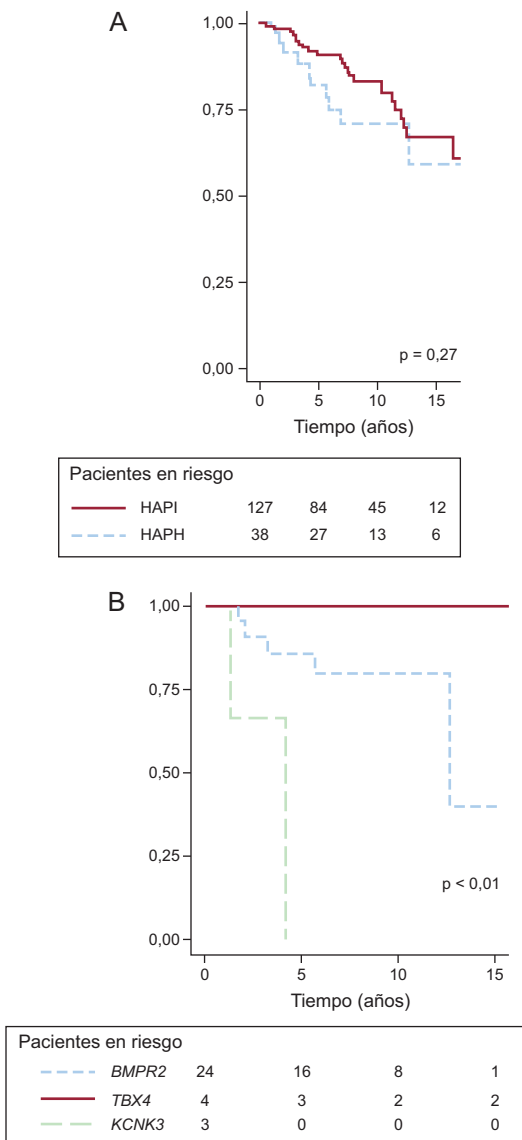 A
1,00
0,75
0,50
0,25
0,00
p = 0,27
0 5 10 15
Tiempo (años)
Pacientes en riesgo
HAPI 127 84 45 12
HAPH 38 27 13 6
B
1,00
0,75
0,50
0,25
0,00
p < 0,01
0 5 10 15
Tiempo (años)
Pacientes en riesgo
BMPR2 24 16 8 1
TBX4 4 3 2 2
KCNK3 3 0 0 0